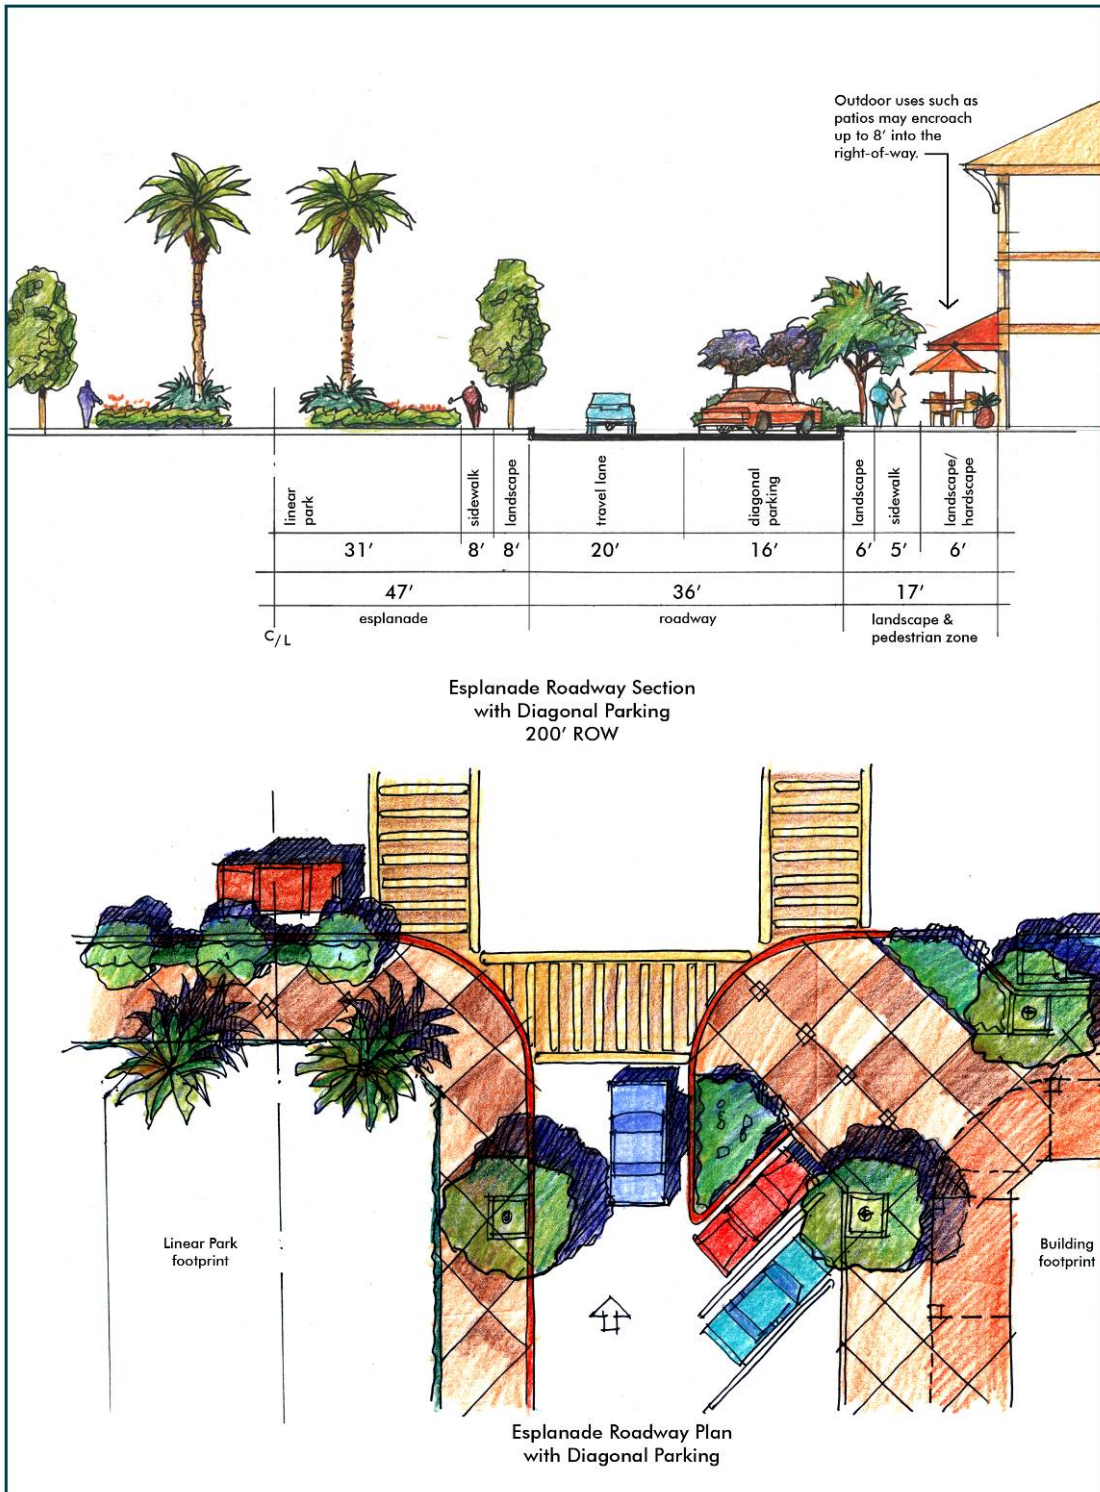 Outdoor uses such as
patios may encroach
up to 8' into the
right-of-way.
linear
park
sidewalk
landscape
travel lane
diagonal
parking
landscape
sidewalk
landscape/
hardscape
31' 8' 8' 20' 16' 6' 5' 6'
47' 36' 17'
esplanade roadway landscape &
pedestrian zone
C/L
Esplanade Roadway Section
with Diagonal Parking
200' ROW
Linear Park
footprint
Building
footprint
Esplanade Roadway Plan
with Diagonal Parking